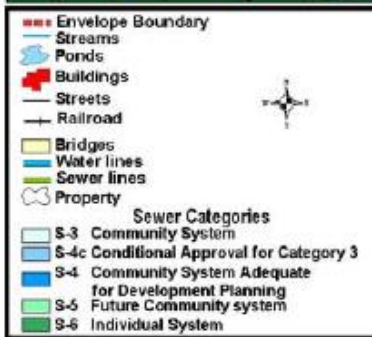 Envelope Boundary
Streams
Ponds
Buildings
Streets
Railroad
Bridges
Water lines
Sewer lines
Property
Sewer Categories
S-3 Community System
S-4c Conditional Approval for Category 3
S-4 Community System Adequate
for Development Planning
S-5 Future Community system
S-6 Individual System